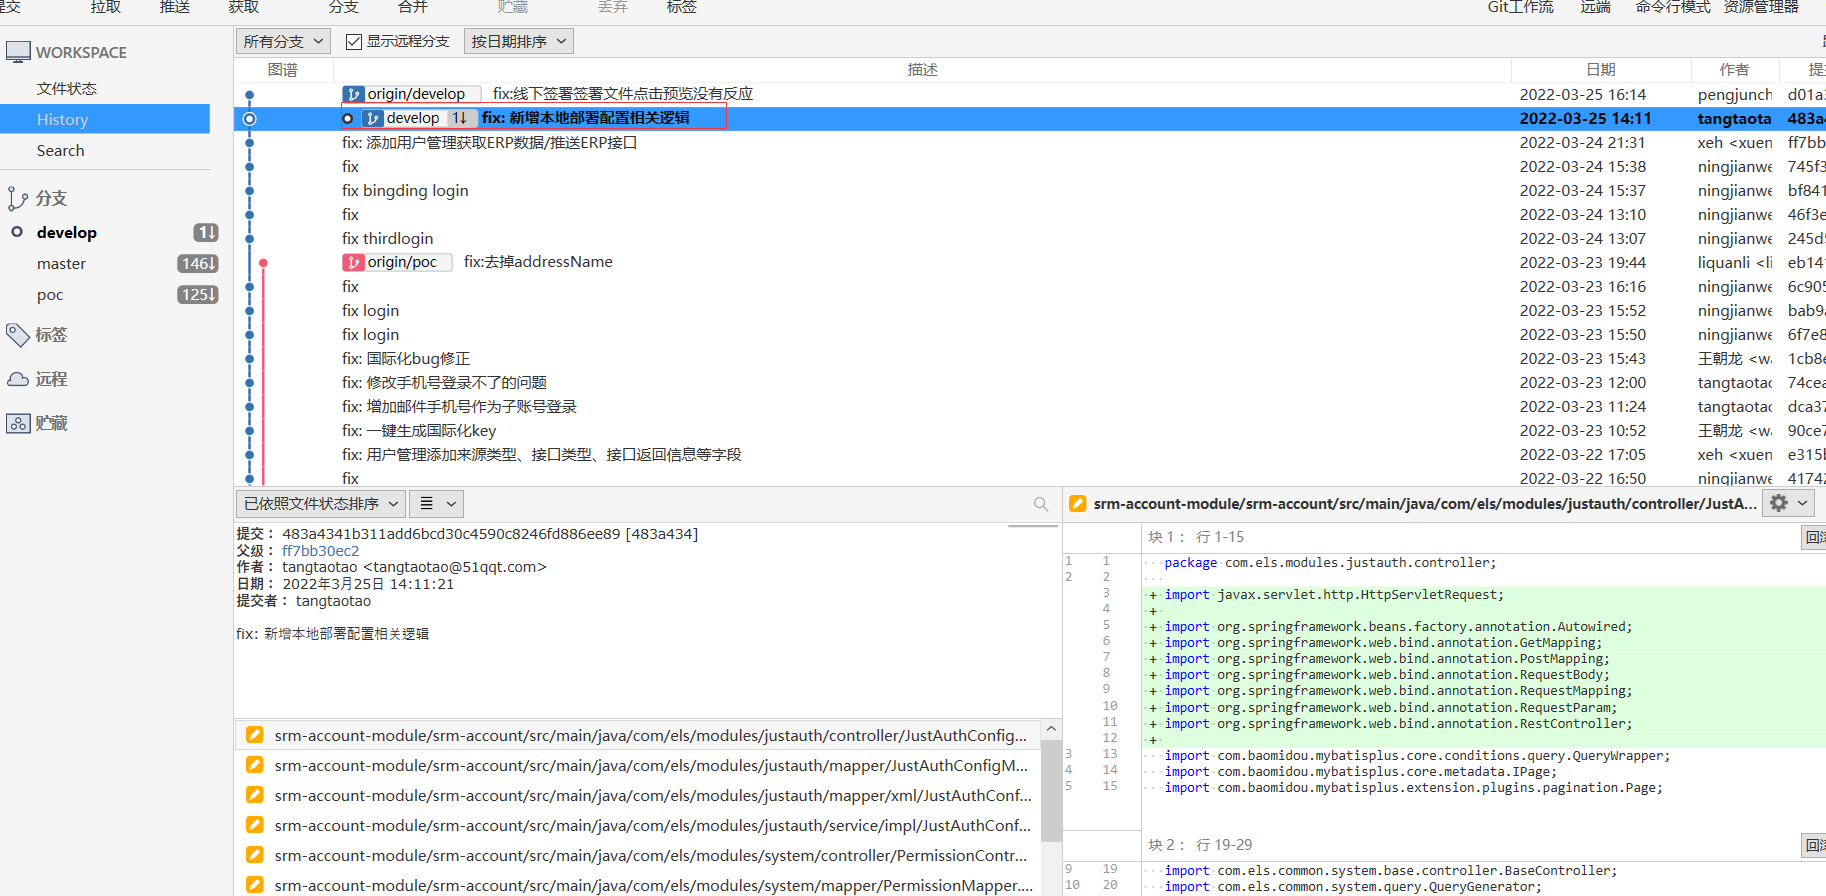 提交 拉取 推送 获取 分支 合并 贮藏 丢弃 标签 Git工作流 远端 命令行模式 资源管理器
WORKSPACE
文件状态
History
Search
分支
develop 1↓
master 146↓
poc 125↓
标签
远程
贮藏
所有分支 显示远程分支 按日期排序
图谱 描述 日期 作者 提
origin/develop fix:线下签署签署文件点击预览没有反应 2022-03-25 16:14 pengjunch d01a
develop 1↓ fix: 新增本地部署配置相关逻辑 2022-03-25 14:11 tangtaota 483a
fix: 添加用户管理获取ERP数据/推送ERP接口 2022-03-24 21:31 xeh <xuen ff7bb
fix 2022-03-24 15:38 ningjianwe 745f3
fix bingding login 2022-03-24 15:37 ningjianwe bf841
fix 2022-03-24 13:10 ningjianwe 46f3e
fix thirdlogin 2022-03-24 13:07 ningjianwe 245d5
origin/poc fix:去掉addressName 2022-03-23 19:44 liquanli <li eb141
fix 2022-03-23 16:16 ningjianwe 6c905
fix login 2022-03-23 15:52 ningjianwe bab9a
fix login 2022-03-23 15:50 ningjianwe 6f7e8
fix: 国际化bug修正 2022-03-23 15:43 王朝龙 <wa 1cb8e
fix: 修改手机号登录不了的问题 2022-03-23 12:00 tangtaotac 74cea
fix: 增加邮件手机号作为子账号登录 2022-03-23 11:24 tangtaotac dca37
fix: 一键生成国际化key 2022-03-23 10:52 王朝龙 <wa 90ce7
fix: 用户管理添加来源类型、接口类型、接口返回信息等字段 2022-03-22 17:05 xeh <xuen e315b
fix 2022-03-22 16:50 ningjianwe 41742
已依照文件状态排序
提交： 483a4341b311add6bcd30c4590c8246fd886ee89 [483a434]
父级： ff7bb30ec2
作者： tangtaotao <tangtaotao@51qqt.com>
日期： 2022年3月25日 14:11:21
提交者： tangtaotao
fix: 新增本地部署配置相关逻辑
srm-account-module/srm-account/src/main/java/com/els/modules/justauth/controller/JustAuthConfig...
srm-account-module/srm-account/src/main/java/com/els/modules/justauth/mapper/JustAuthConfigM...
srm-account-module/srm-account/src/main/java/com/els/modules/justauth/mapper/xml/JustAuthConf...
srm-account-module/srm-account/src/main/java/com/els/modules/justauth/service/impl/JustAuthConf...
srm-account-module/srm-account/src/main/java/com/els/modules/system/controller/PermissionContr...
srm-account-module/srm-account/src/main/java/com/els/modules/system/mapper/PermissionMapper....
srm-account-module/srm-account/src/main/java/com/els/modules/justauth/controller/JustA...
块 1： 行 1-15 回滚
1 1 package com.els.modules.justauth.controller;
2 2
3 + import javax.servlet.http.HttpServletRequest;
4 +
5 + import org.springframework.beans.factory.annotation.Autowired;
6 + import org.springframework.web.bind.annotation.GetMapping;
7 + import org.springframework.web.bind.annotation.PostMapping;
8 + import org.springframework.web.bind.annotation.RequestBody;
9 + import org.springframework.web.bind.annotation.RequestMapping;
10 + import org.springframework.web.bind.annotation.RequestParam;
11 + import org.springframework.web.bind.annotation.RestController;
12 +
3 13 import com.baomidou.mybatisplus.core.conditions.query.QueryWrapper;
4 14 import com.baomidou.mybatisplus.core.metadata.IPage;
5 15 import com.baomidou.mybatisplus.extension.plugins.pagination.Page;
块 2： 行 19-29 回滚
9 19 import com.els.common.system.base.controller.BaseController;
10 20 import com.els.common.system.query.QueryGenerator;